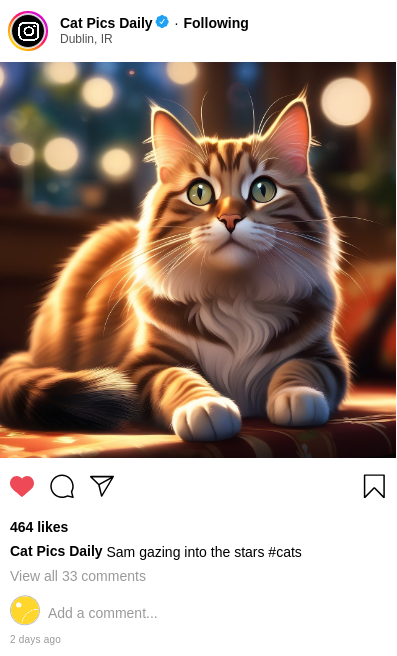 Cat Pics Daily · Following
Dublin, IR
464 likes
Cat Pics Daily Sam gazing into the stars #cats
View all 33 comments
Add a comment...
2 days ago